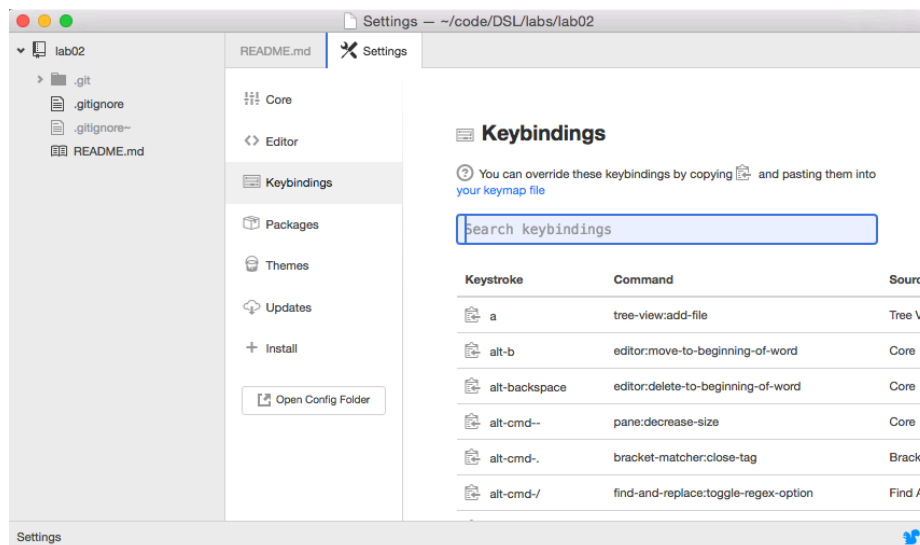 Settings — ~/code/DSL/labs/lab02
lab02
.git
.gitignore
.gitignore~
README.md
README.md
Settings
Core
Editor
Keybindings
Packages
Themes
Updates
Install
Open Config Folder
Keybindings
You can override these keybindings by copying and pasting them into
your keymap file
Search keybindings
Keystroke Command Sourc
a tree-view:add-file Tree V
alt-b editor:move-to-beginning-of-word Core
alt-backspace editor:delete-to-beginning-of-word Core
alt-cmd-- pane:decrease-size Core
alt-cmd-. bracket-matcher:close-tag Brack
alt-cmd-/ find-and-replace:toggle-regex-option Find A
Settings